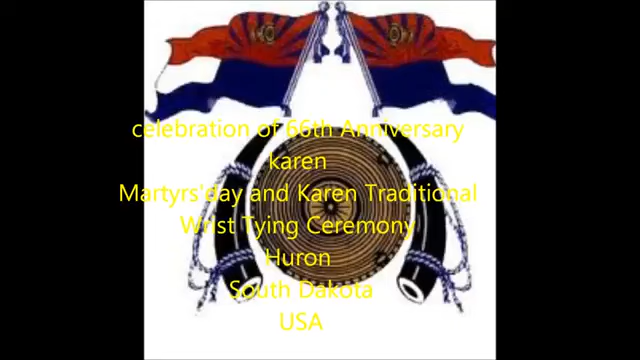 celebration of 66th Anniversary
karen
Martyrs'day and Karen Traditional
Wrist Tying Ceremony
Huron
South Dakota
USA